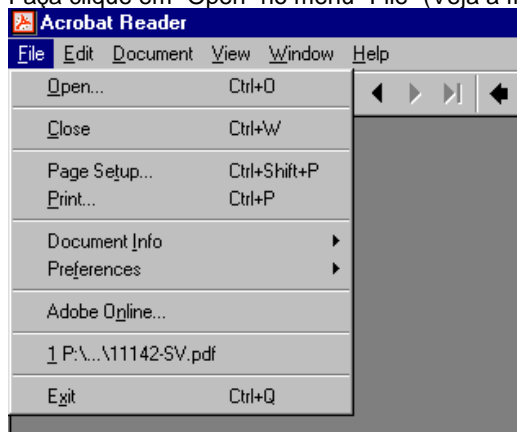 Faça clique em "Open" no menu "File" (Veja a
Acrobat Reader
File Edit Document View Window Help
Open... Ctrl+O
Close Ctrl+W
Page Setup... Ctrl+Shift+P
Print... Ctrl+P
Document Info
Preferences
Adobe Online...
1 P:\...\11142-SV.pdf
Exit Ctrl+Q